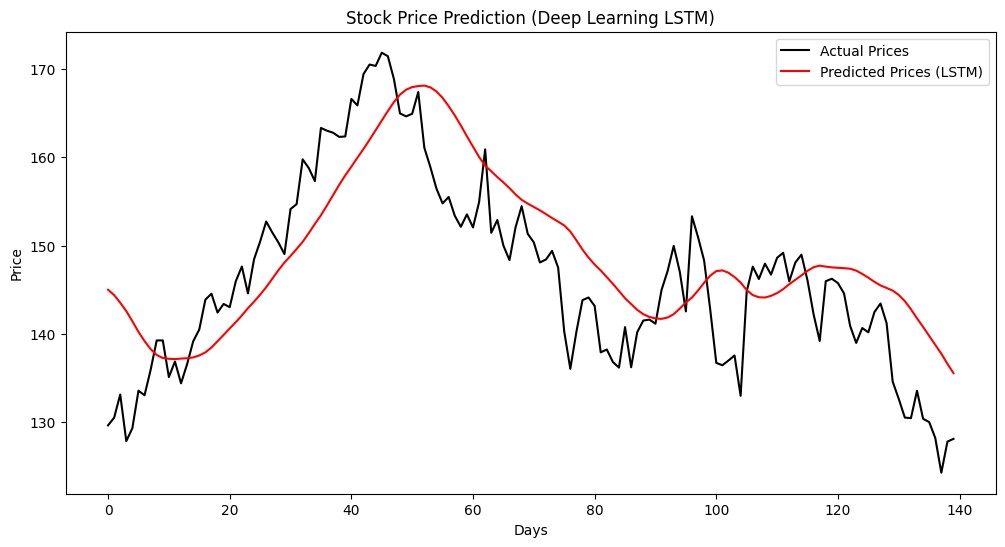 Stock Price Prediction (Deep Learning LSTM)
Actual Prices
Predicted Prices (LSTM)
170
160
150
140
130
Price
0 20 40 60 80 100 120 140
Days